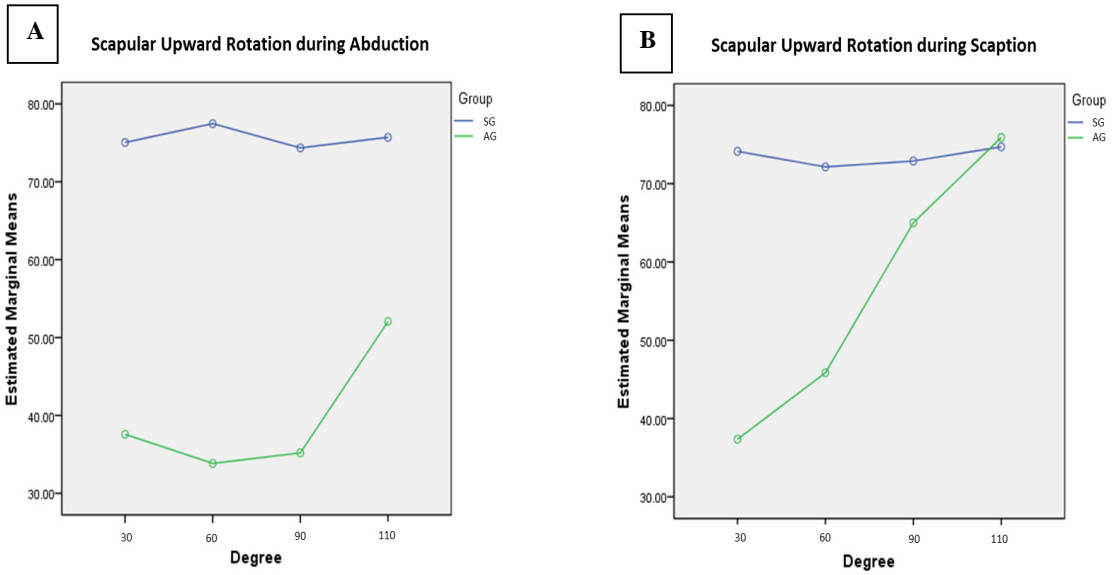 A
Scapular Upward Rotation during Abduction
Estimated Marginal Means
80.00
70.00
60.00
50.00
40.00
30.00
30 60 90 110
Degree
Group
SG
AG
B
Scapular Upward Rotation during Scaption
Estimated Marginal Means
80.00
70.00
60.00
50.00
40.00
30.00
30 60 90 110
Degree
Group
SG
AG